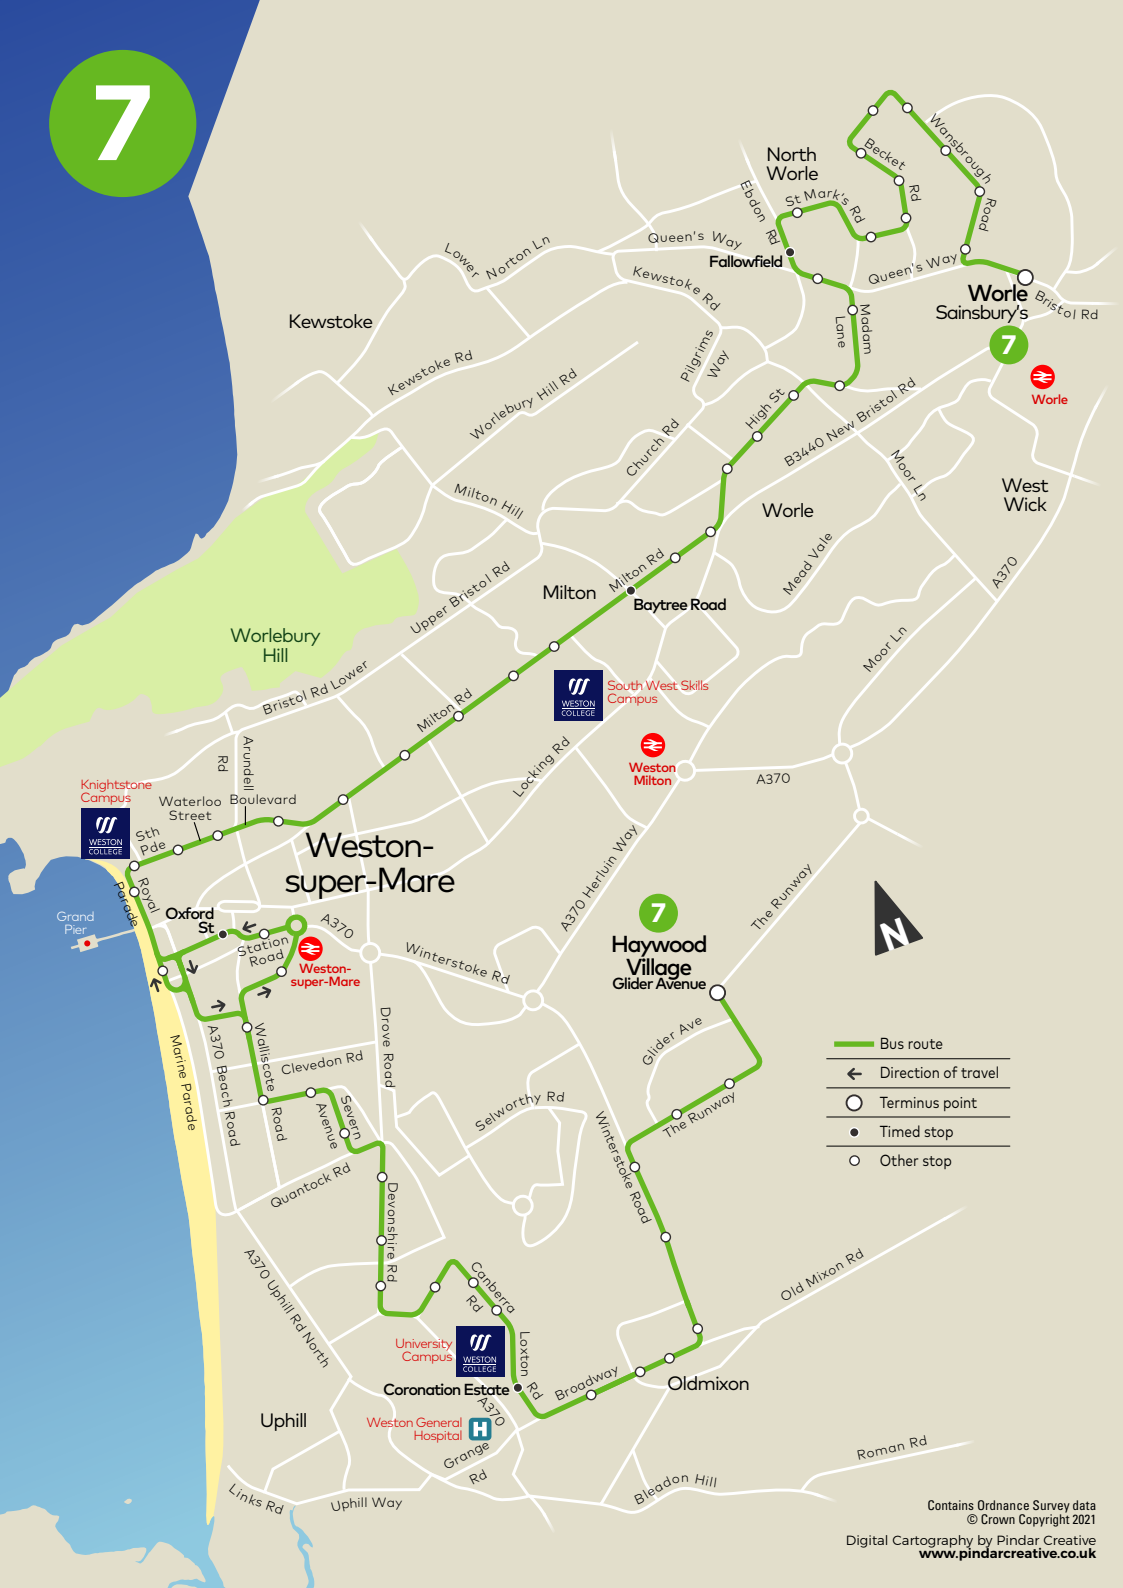 7
North
Worle
Wansbrough
Road
Becket
Rd
St Mark's Rd
Ebdon Rd
Queen's Way
Fallowfield
Queen's Way
Lower
Norton Ln
Kewstoke Rd
Worle
Sainsbury's
Bristol Rd
7
Worle
Kewstoke
Madam
Lane
Pilgrims
Way
Kewstoke Rd
Worlebury Hill Rd
High St
B3440 New Bristol Rd
Church Rd
Moor Ln
West
Wick
Milton Hill
Worle
Mead Vale
A370
Upper Bristol Rd
Milton
Milton Rd
Baytree Road
Worlebury
Hill
Moor Ln
Bristol Rd Lower
WESTON
COLLEGE
South West Skills
Campus
Milton Rd
Locking Rd
Weston
Milton
A370
Arundell
Rd
Knightstone
Campus
Waterloo
Street
Boulevard
WESTON
COLLEGE
Sth
Pde
Weston-
super-Mare
A370 Herluin Way
The Runway
Royal
Parade
Grand
Pier
Oxford
St
A370
Station
Road
Weston-
super-Mare
Winterstoke Rd
7
Haywood
Village
Glider Avenue
N
Glider Ave
Drove Road
Marine Parade
A370 Beach Road
Walliscote
Road
Clevedon Rd
Severn
Avenue
Selworthy Rd
The Runway
Winterstoke Road
Quantock Rd
Devonshire Rd
Bus route
Direction of travel
Terminus point
Timed stop
Other stop
A370 Uphill Rd North
Canberra
Rd
Old Mixon Rd
University
Campus
WESTON
COLLEGE
Loxton
Rd
Coronation Estate
Broadway
Oldmixon
A370
Uphill
Weston General
Hospital
H
Grange
Rd
Roman Rd
Bleadon Hill
Links Rd
Uphill Way
Contains Ordnance Survey data
© Crown Copyright 2021
Digital Cartography by Pindar Creative
www.pindarcreative.co.uk